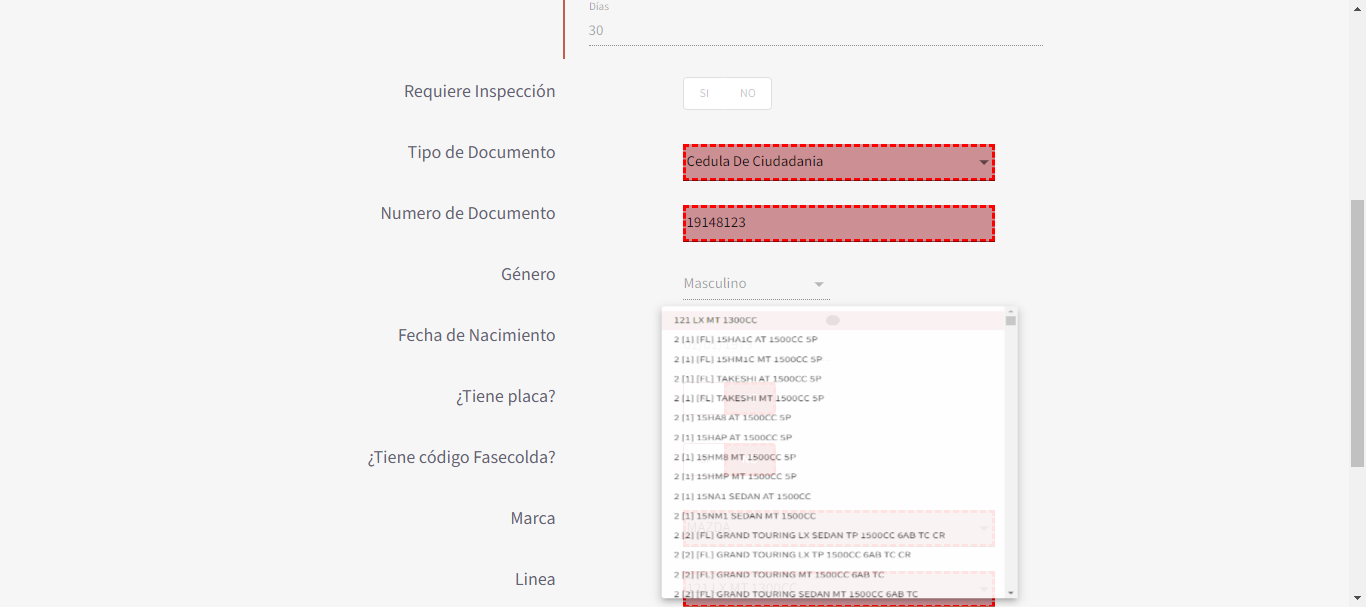 Días
30
Requiere Inspección
SI NO
Tipo de Documento
Cedula De Ciudadania
Numero de Documento
19148123
Género
Masculino
Fecha de Nacimiento
¿Tiene placa?
¿Tiene código Fasecolda?
Marca
MAZDA
Linea
121 LX MT 1300CC
121 LX MT 1300CC
2 [1] [FL] 15HA1C AT 1500CC 5P
2 [1] [FL] 15HM1C MT 1500CC 5P
2 [1] [FL] TAKESHI AT 1500CC 5P
2 [1] [FL] TAKESHI MT 1500CC 5P
2 [1] 15HA8 AT 1500CC 5P
2 [1] 15HAP AT 1500CC 5P
2 [1] 15HM8 MT 1500CC 5P
2 [1] 15HMP MT 1500CC 5P
2 [1] 15NA1 SEDAN AT 1500CC
2 [1] 15NM1 SEDAN MT 1500CC
2 [2] [FL] GRAND TOURING LX SEDAN TP 1500CC 6AB TC CR
2 [2] [FL] GRAND TOURING LX TP 1500CC 6AB TC CR
2 [2] [FL] GRAND TOURING MT 1500CC 6AB TC
2 [2] [FL] GRAND TOURING SEDAN MT 1500CC 6AB TC